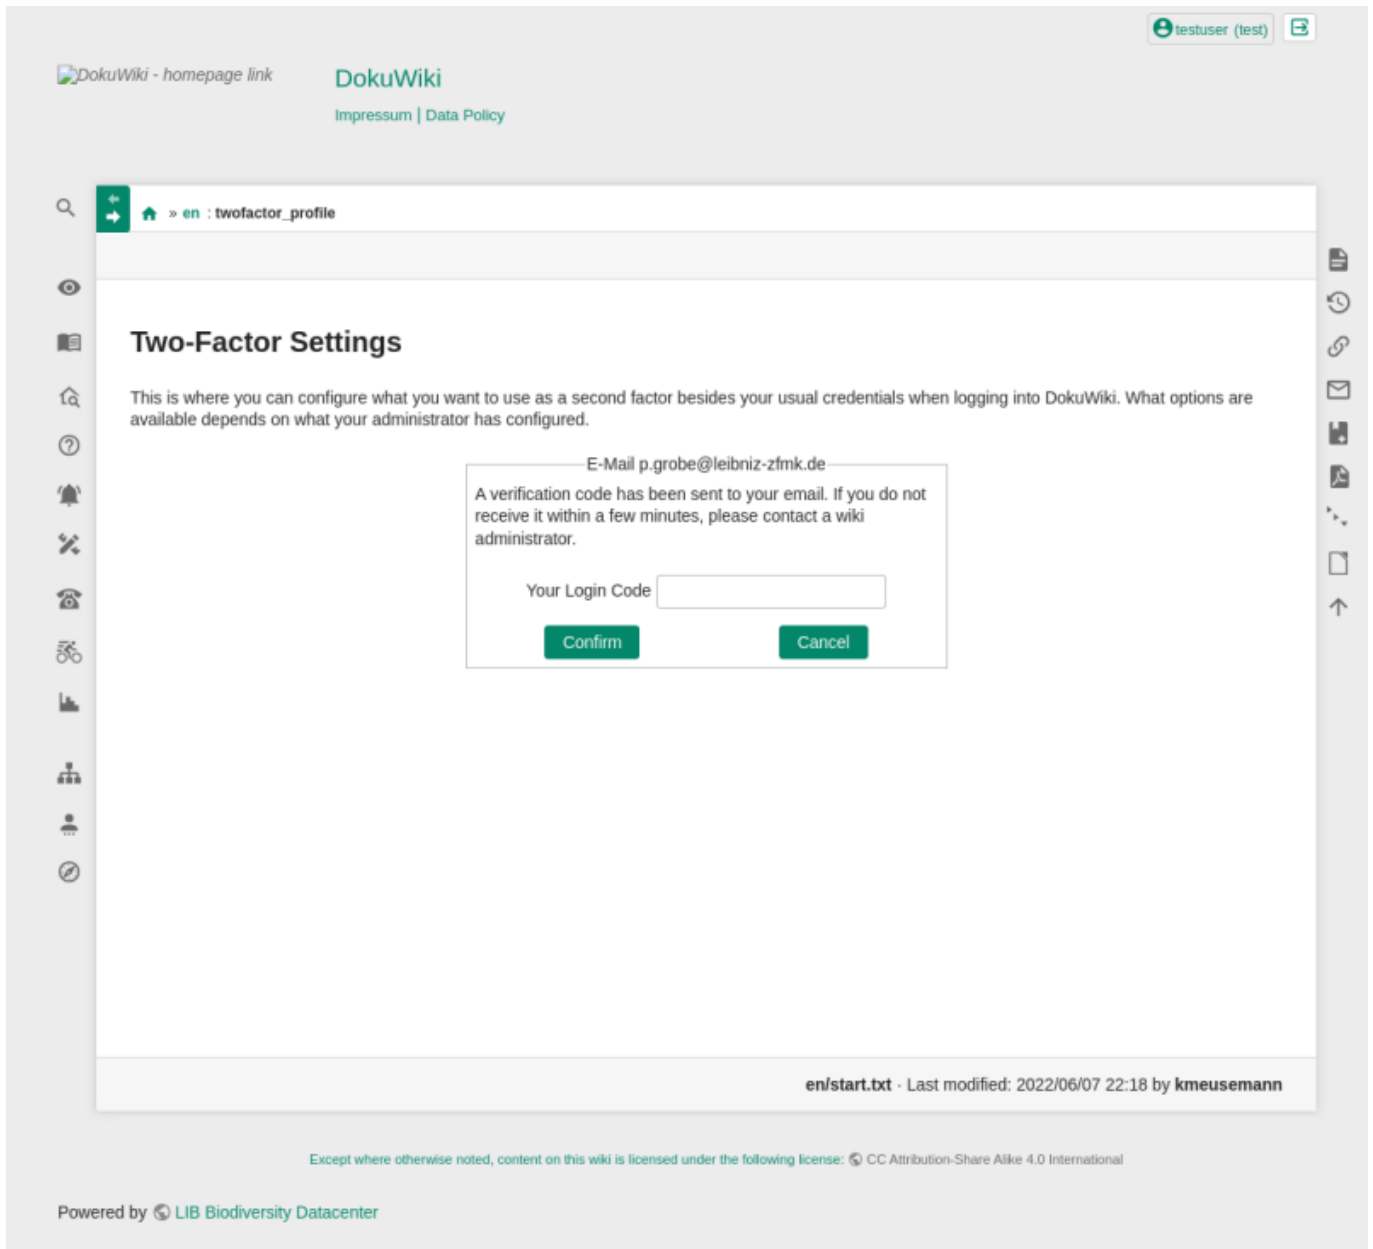 testuser (test)
DokuWiki - homepage link
DokuWiki
Impressum | Data Policy
» en : twofactor_profile
Two-Factor Settings
This is where you can configure what you want to use as a second factor besides your usual credentials when logging into DokuWiki. What options are
available depends on what your administrator has configured.
E-Mail p.grobe@leibniz-zfmk.de
A verification code has been sent to your email. If you do not
receive it within a few minutes, please contact a wiki
administrator.
Your Login Code
Confirm Cancel
en/start.txt · Last modified: 2022/06/07 22:18 by kmeusemann
Except where otherwise noted, content on this wiki is licensed under the following license: CC Attribution-Share Alike 4.0 International
Powered by LIB Biodiversity Datacenter